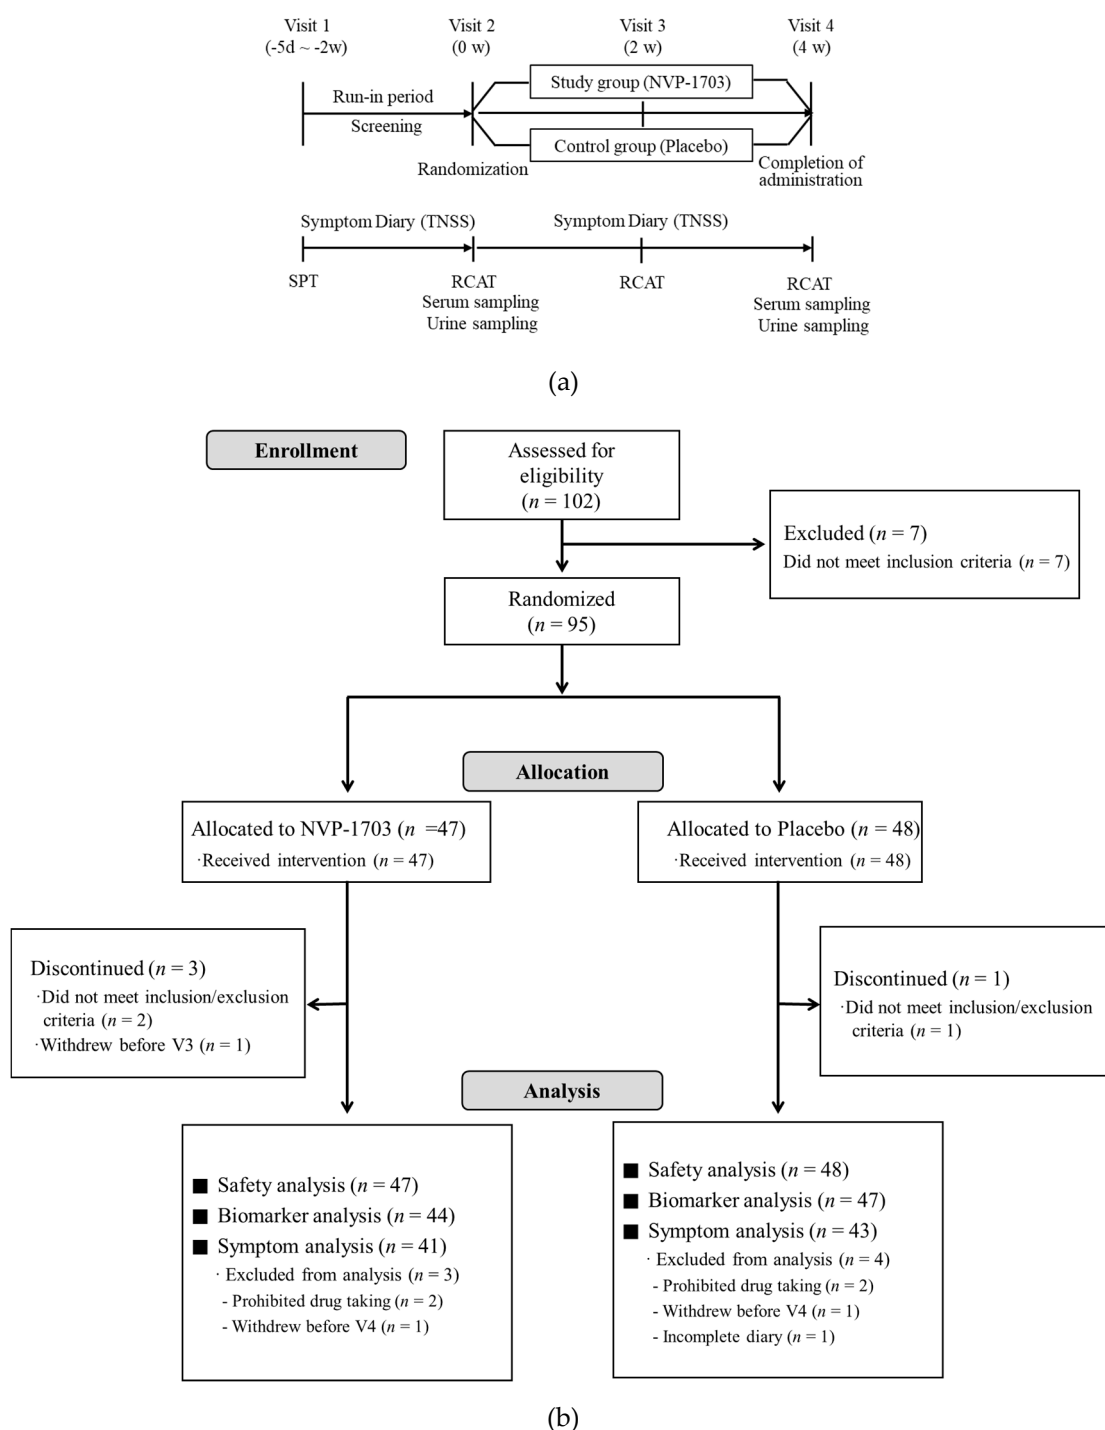 Visit 1
(-5d ~ -2w)
Visit 2
(0 w)
Visit 3
(2 w)
Visit 4
(4 w)
Run-in period
Screening
Study group (NVP-1703)
Control group (Placebo)
Randomization
Completion of
administration
Symptom Diary (TNSS)
Symptom Diary (TNSS)
SPT
RCAT
Serum sampling
Urine sampling
RCAT
RCAT
Serum sampling
Urine sampling
(a)
Enrollment
Assessed for
eligibility
(n = 102)
Excluded (n = 7)
Did not meet inclusion criteria (n = 7)
Randomized
(n = 95)
Allocation
Allocated to NVP-1703 (n =47)
·Received intervention (n = 47)
Allocated to Placebo (n = 48)
·Received intervention (n = 48)
Discontinued (n = 3)
·Did not meet inclusion/exclusion
criteria (n = 2)
·Withdrew before V3 (n = 1)
Discontinued (n = 1)
·Did not meet inclusion/exclusion
criteria (n = 1)
Analysis
■ Safety analysis (n = 47)
■ Biomarker analysis (n = 44)
■ Symptom analysis (n = 41)
· Excluded from analysis (n = 3)
- Prohibited drug taking (n = 2)
- Withdrew before V4 (n = 1)
■ Safety analysis (n = 48)
■ Biomarker analysis (n = 47)
■ Symptom analysis (n = 43)
· Excluded from analysis (n = 4)
- Prohibited drug taking (n = 2)
- Withdrew before V4 (n = 1)
- Incomplete diary (n = 1)
(b)